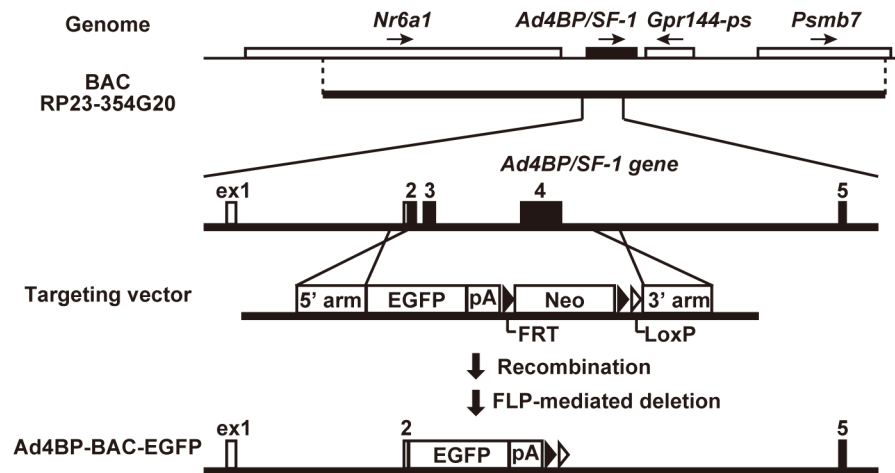 Genome
Nr6a1
Ad4BP/SF-1
Gpr144-ps
Psmb7
BAC
RP23-354G20
Ad4BP/SF-1 gene
ex1
2
3
4
5
Targeting vector
5’ arm
EGFP
pA
Neo
3’ arm
FRT
LoxP
Recombination
FLP-mediated deletion
Ad4BP-BAC-EGFP
ex1
2
EGFP
pA
5